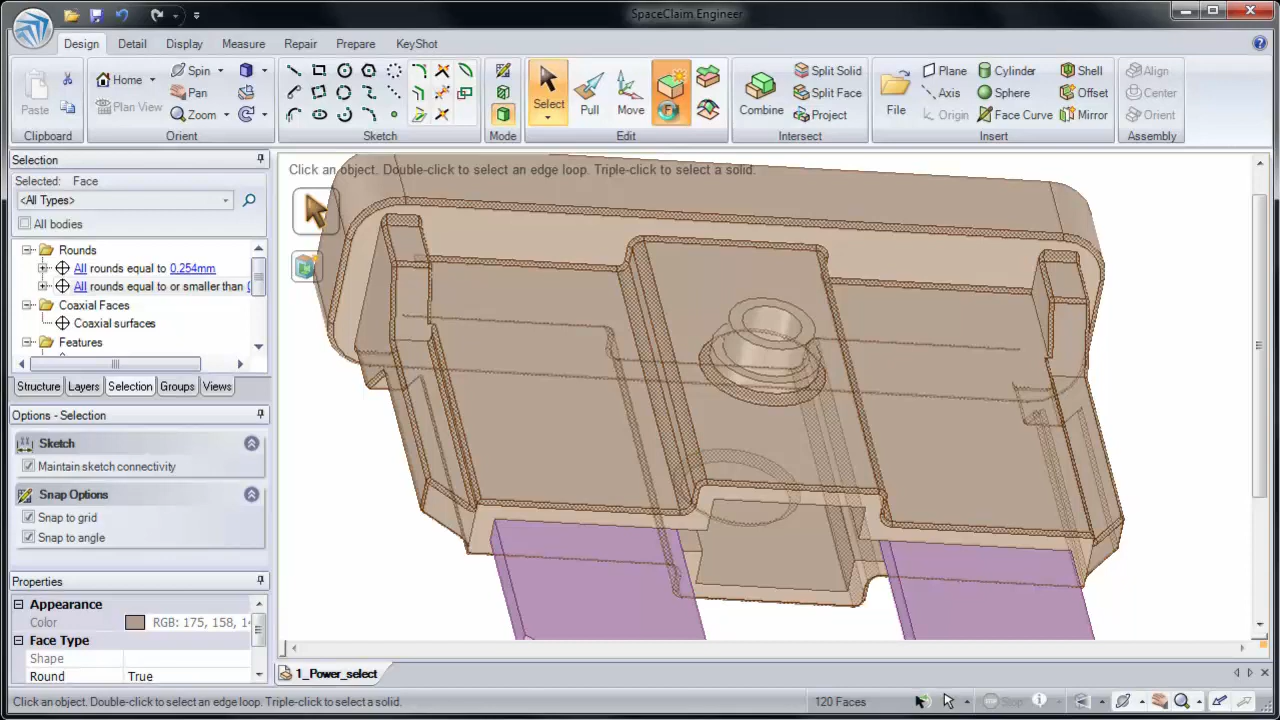 SpaceClaim Engineer
Design Detail Display Measure Repair Prepare KeyShot
Paste
Clipboard
Home Spin
Plan View Pan
Zoom
Orient
Sketch
Mode
Select Pull Move
Edit
Combine Split Solid
Split Face
Project
Intersect
File Plane Cylinder Shell
Axis Sphere Offset
Origin Face Curve Mirror
Insert
Align
Center
Orient
Assembly
Selection
Selected: Face
<All Types>
All bodies
Rounds
All rounds equal to 0.254mm
All rounds equal to or smaller than
Coaxial Faces
Coaxial surfaces
Features
Structure Layers Selection Groups Views
Options - Selection
Sketch
Maintain sketch connectivity
Snap Options
Snap to grid
Snap to angle
Properties
Appearance
Color RGB: 175, 158, 14
Face Type
Shape
Round True
Click an object. Double-click to select an edge loop. Triple-click to select a solid.
1_Power_select
Click an object. Double-click to select an edge loop. Triple-click to select a solid.
120 Faces
Stop